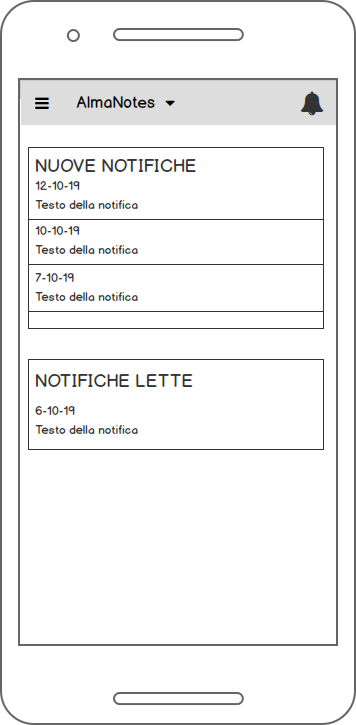 AlmaNotes
NUOVE NOTIFICHE
12-10-19
Testo della notifica
10-10-19
Testo della notifica
7-10-19
Testo della notifica
NOTIFICHE LETTE
6-10-19
Testo della notifica